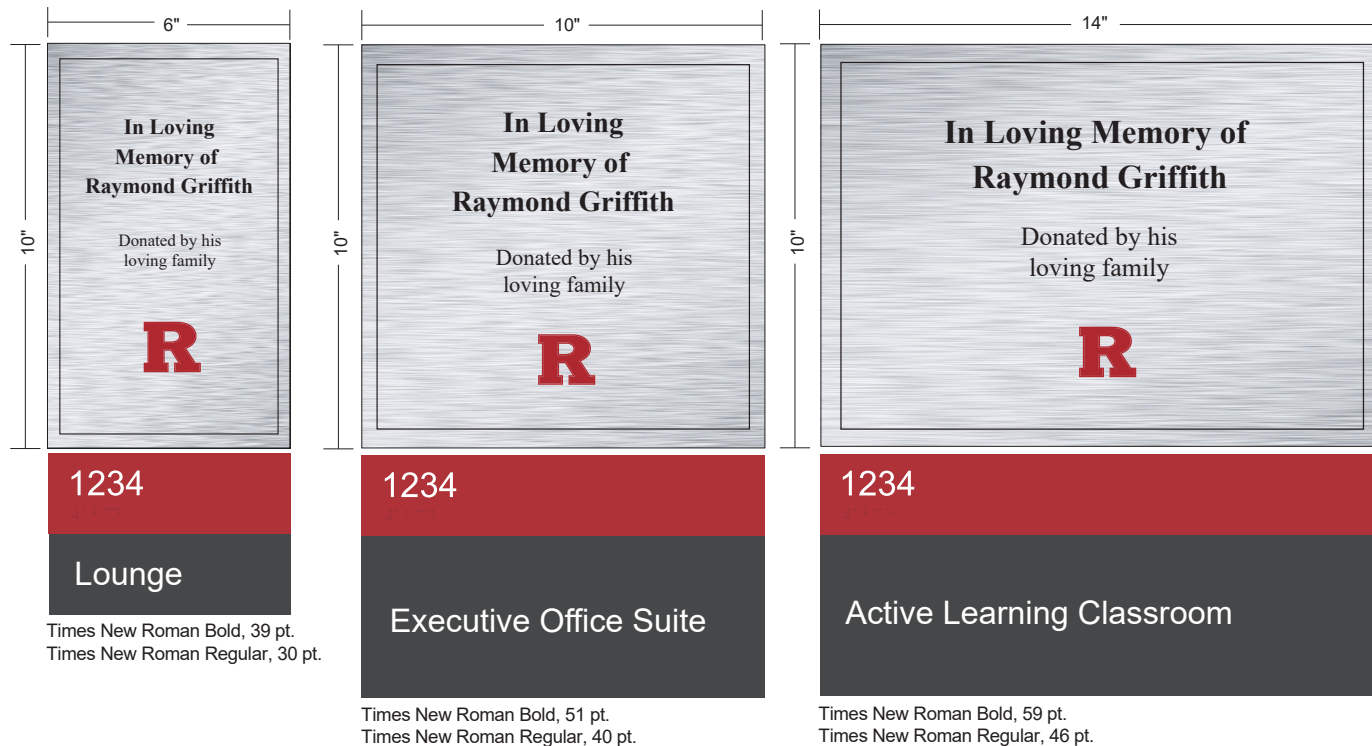 6"
10"
In Loving
Memory of
Raymond Griffith
Donated by his
loving family
R
1234
Lounge
Times New Roman Bold, 39 pt.
Times New Roman Regular, 30 pt.
10"
10"
In Loving
Memory of
Raymond Griffith
Donated by his
loving family
R
1234
Executive Office Suite
Times New Roman Bold, 51 pt.
Times New Roman Regular, 40 pt.
14"
10"
In Loving Memory of
Raymond Griffith
Donated by his
loving family
R
1234
Active Learning Classroom
Times New Roman Bold, 59 pt.
Times New Roman Regular, 46 pt.